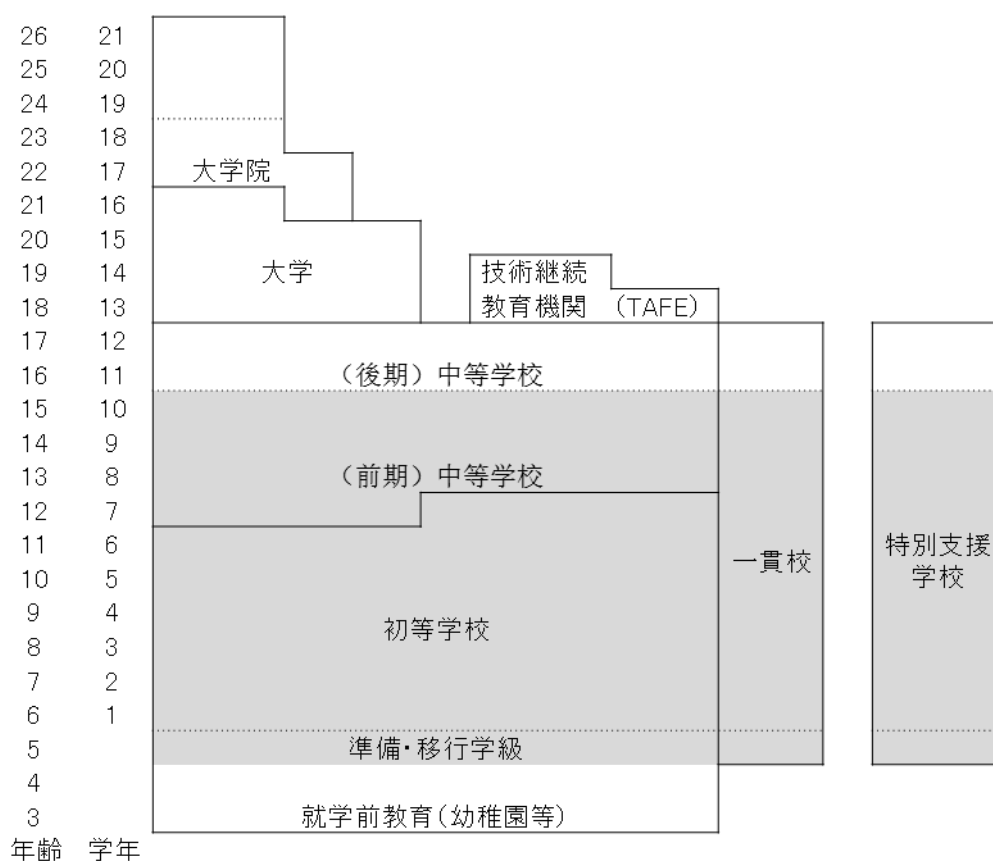 26 21
25 20
24 19
23 18
22 17 大学院
21 16
20 15
19 14 大学 技術継続
18 13 教育機関 （TAFE）
17 12
16 11 （後期）中等学校
15 10
14 9
13 8 （前期）中等学校
12 7
11 6 特別支援
一貫校
10 5 学校
9 4
初等学校
8 3
7 2
6 1
5 準備・移行学級
4
3 就学前教育（幼稚園等）
年齢 学年